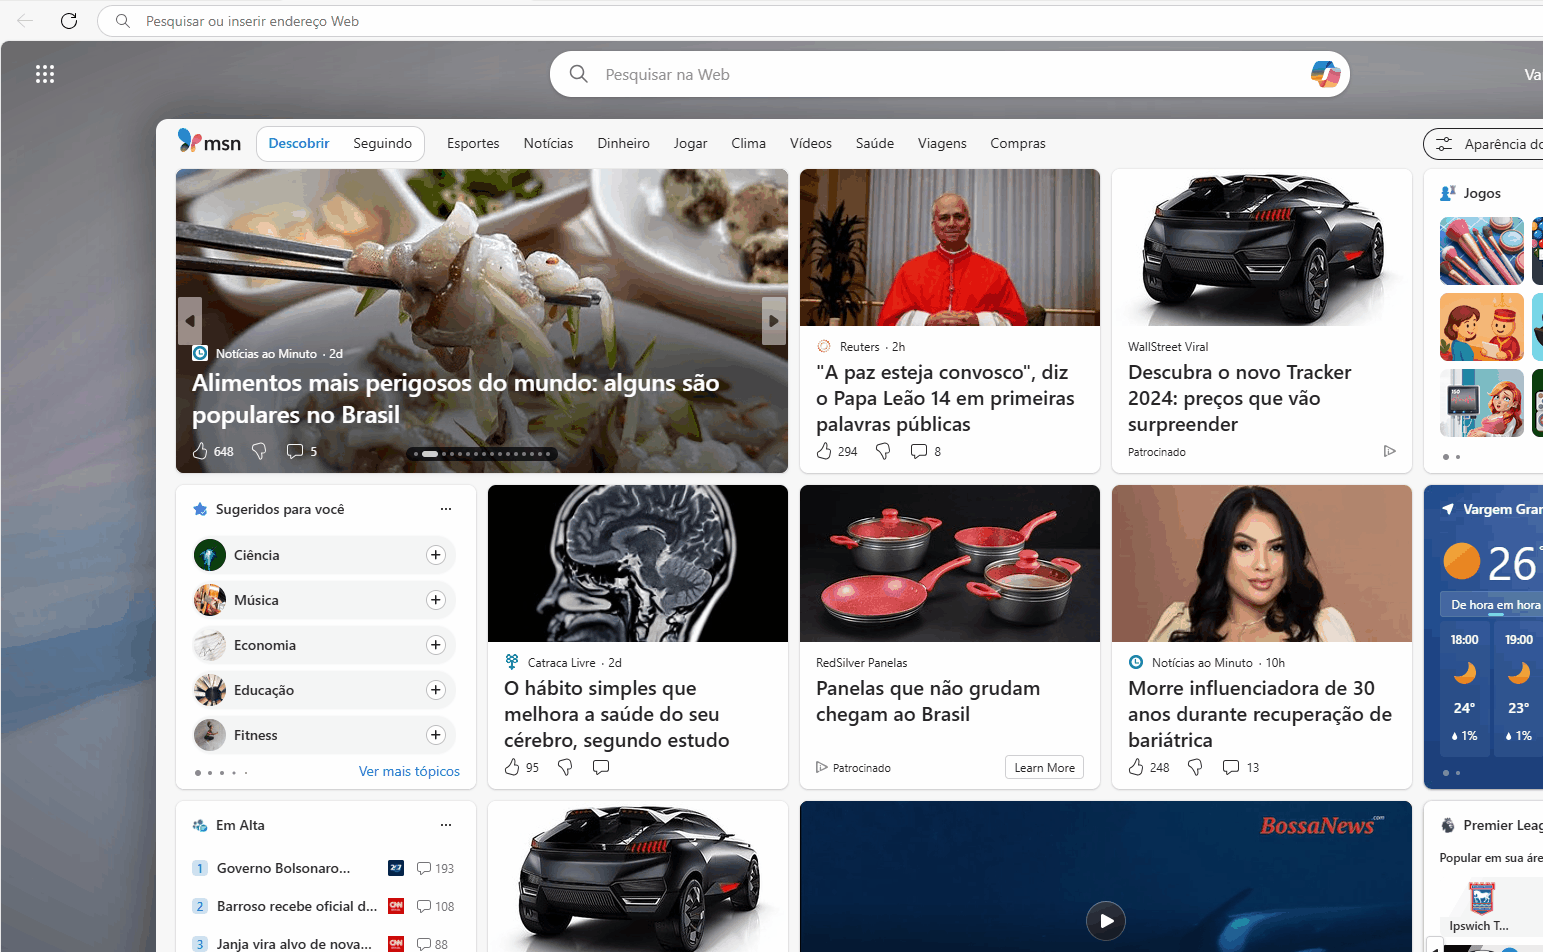 Pesquisar ou inserir endereço Web
Pesquisar na Web
msn
Descobrir
Seguindo
Esportes
Notícias
Dinheiro
Jogar
Clima
Vídeos
Saúde
Viagens
Compras
Aparência
Notícias ao Minuto · 2d
Alimentos mais perigosos do mundo: alguns são
populares no Brasil
648
5
Reuters · 2h
"A paz esteja convosco", diz
o Papa Leão 14 em primeiras
palavras públicas
294
8
WallStreet Viral
Descubra o novo Tracker
2024: preços que vão
surpreender
Patrocinado
Jogos
Sugeridos para você
Ciência
Música
Economia
Educação
Fitness
Ver mais tópicos
Catraca Livre · 2d
O hábito simples que
melhora a saúde do seu
cérebro, segundo estudo
95
RedSilver Panelas
Panelas que não grudam
chegam ao Brasil
Patrocinado
Learn More
Notícias ao Minuto · 10h
Morre influenciadora de 30
anos durante recuperação de
bariátrica
248
13
Vargem Gran
26°
De hora em hora
18:00
19:00
24°
23°
1%
1%
Em Alta
1 Governo Bolsonaro... 247 193
2 Barroso recebe oficial d... CNN 108
3 Janja vira alvo de nova... CNN 88
BossaNews.com
Premier Leag
Popular em sua áre
Ipswich T...